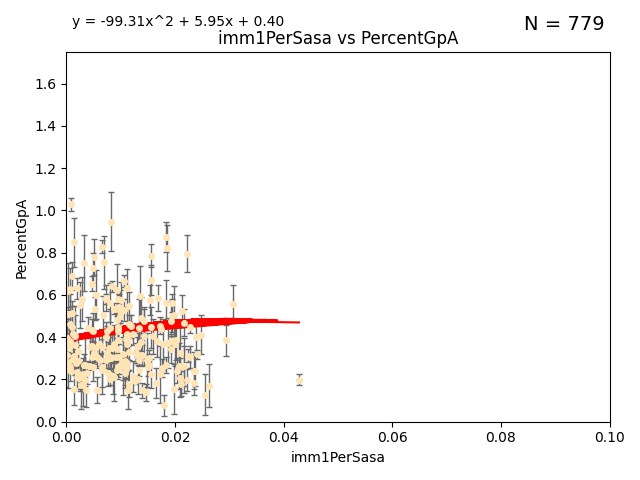 y = -99.31x^2 + 5.95x + 0.40
N = 779
imm1PerSasa vs PercentGpA
1.6
1.4
1.2
1.0
0.8
0.6
0.4
0.2
0.0
PercentGpA
0.00 0.02 0.04 0.06 0.08 0.10
imm1PerSasa